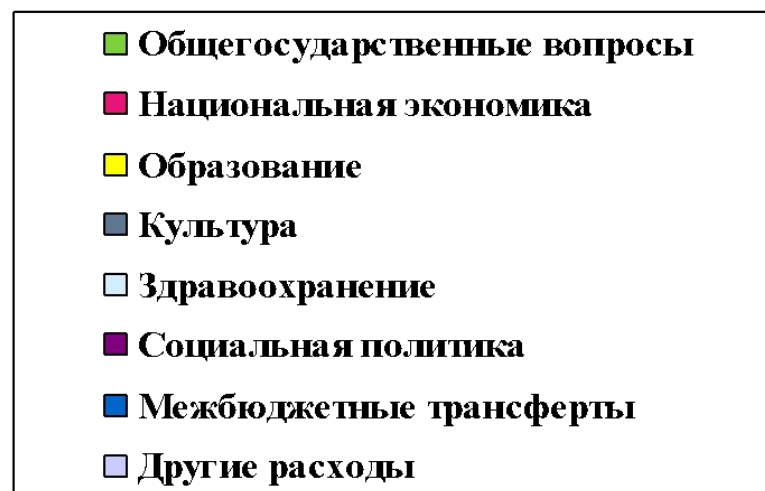 Общегосударственные вопросы
Национальная экономика
Образование
Культура
Здравоохранение
Социальная политика
Межбюджетные трансферты
Другие расходы